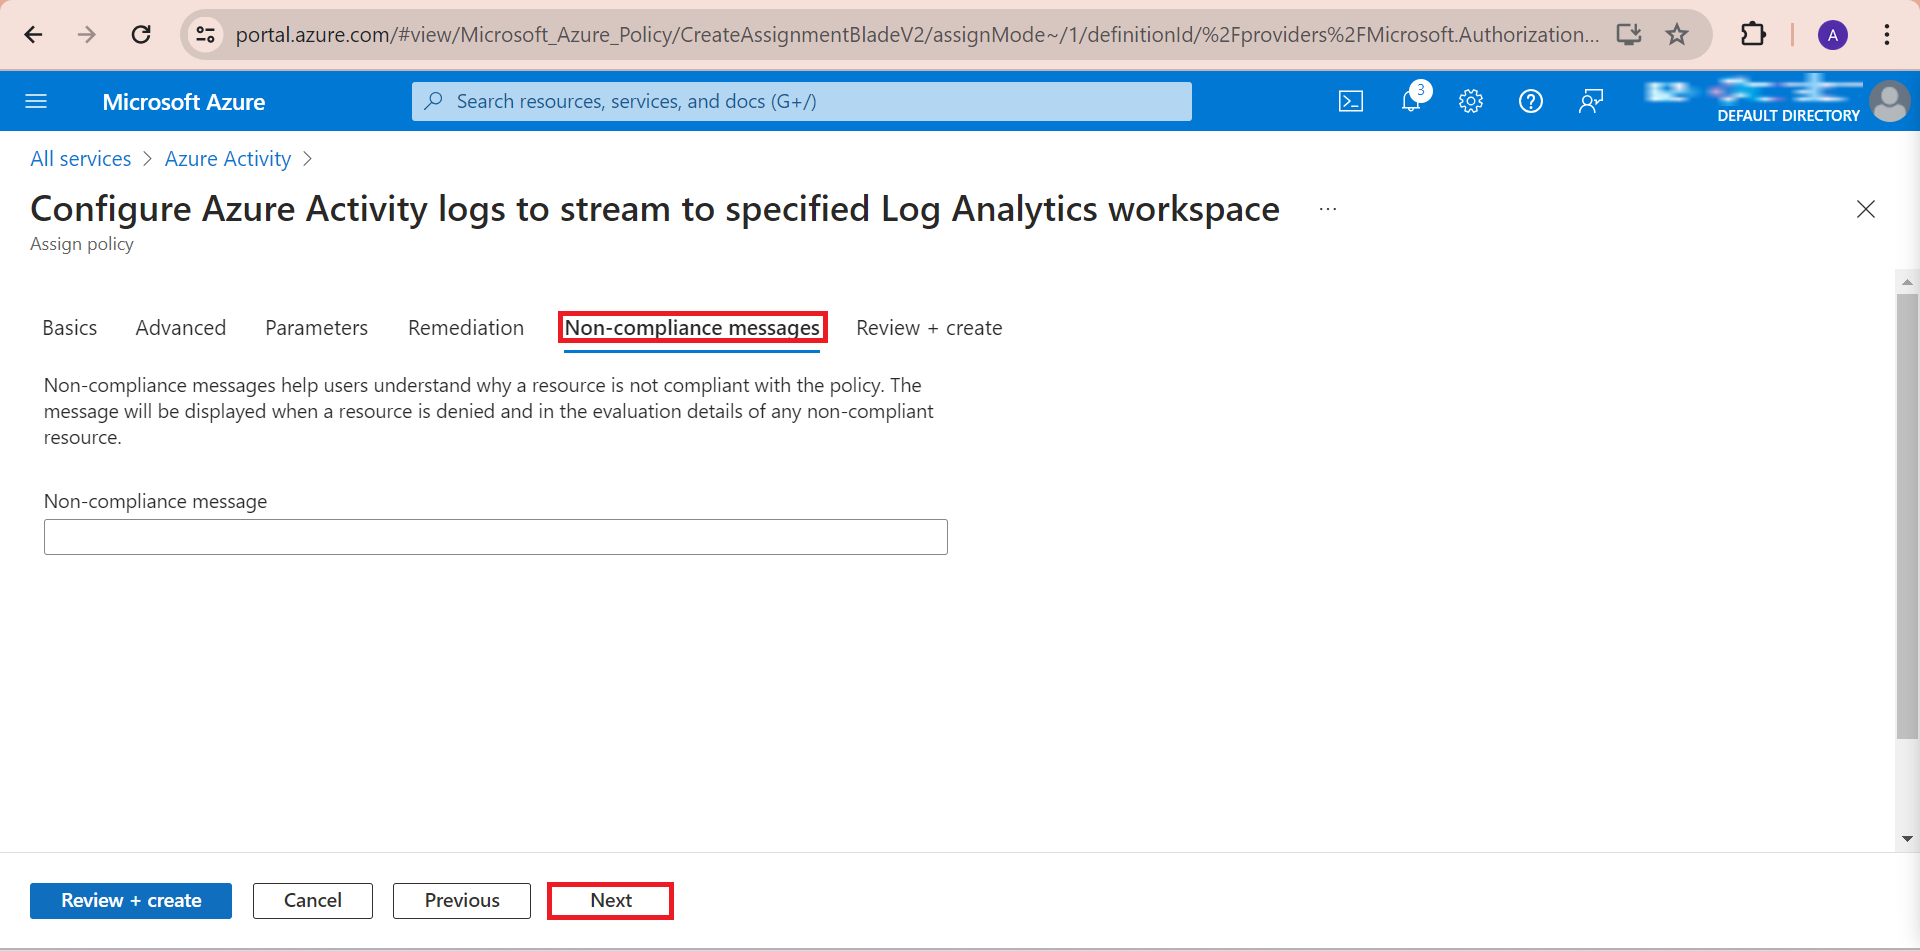 portal.azure.com/#view/Microsoft_Azure_Policy/CreateAssignmentBladeV2/assignMode~/1/definitionId/%2Fproviders%2FMicrosoft.Authorization...
A
Microsoft Azure
Search resources, services, and docs (G+/)
3
DEFAULT DIRECTORY
All services > Azure Activity >
Configure Azure Activity logs to stream to specified Log Analytics workspace ...
Assign policy
Basics Advanced Parameters Remediation Non-compliance messages Review + create
Non-compliance messages help users understand why a resource is not compliant with the policy. The
message will be displayed when a resource is denied and in the evaluation details of any non-compliant
resource.
Non-compliance message
Review + create Cancel Previous Next